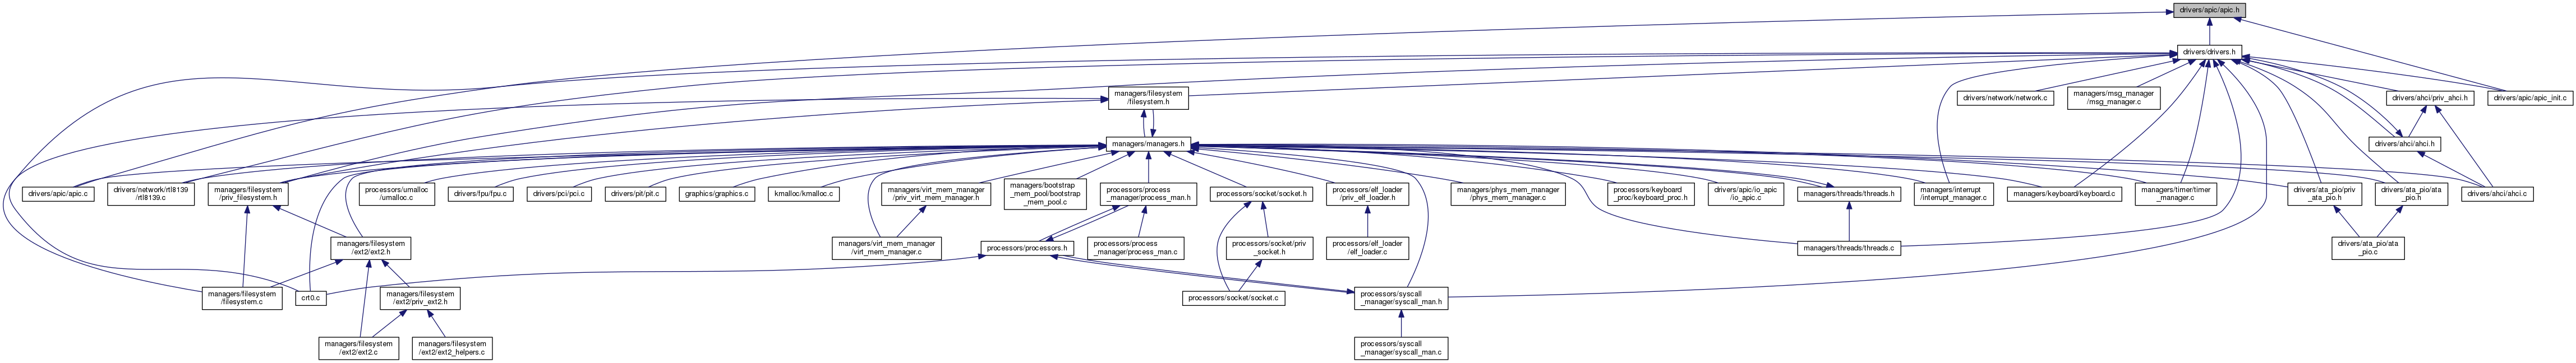 drivers/apic/apic.h
drivers/drivers.h
managers/filesystem
/filesystem.h
drivers/network/network.c
managers/msg_manager
/msg_manager.c
drivers/ahci/priv_ahci.h
drivers/apic/apic_init.c
managers/managers.h
drivers/ahci/ahci.h
drivers/apic/apic.c
drivers/network/rtl8139
/rtl8139.c
managers/filesystem
/priv_filesystem.h
processors/umalloc
/umalloc.c
drivers/fpu/fpu.c
drivers/pci/pci.c
drivers/pit/pit.c
graphics/graphics.c
kmalloc/kmalloc.c
managers/virt_mem_manager
/priv_virt_mem_manager.h
managers/bootstrap
_mem_pool/bootstrap
_mem_pool.c
processors/process
_manager/process_man.h
processors/socket/socket.h
processors/elf_loader
/priv_elf_loader.h
managers/phys_mem_manager
/phys_mem_manager.c
processors/keyboard
_proc/keyboard_proc.h
drivers/apic/io_apic
/io_apic.c
managers/threads/threads.h
managers/interrupt
/interrupt_manager.c
managers/keyboard/keyboard.c
managers/timer/timer
_manager.c
drivers/ata_pio/priv
_ata_pio.h
drivers/ata_pio/ata
_pio.h
drivers/ahci/ahci.c
managers/filesystem
/ext2/ext2.h
managers/virt_mem_manager
/virt_mem_manager.c
processors/processors.h
processors/process
_manager/process_man.c
processors/socket/priv
_socket.h
processors/elf_loader
/elf_loader.c
managers/threads/threads.c
drivers/ata_pio/ata
_pio.c
managers/filesystem
/filesystem.c
crt0.c
managers/filesystem
/ext2/priv_ext2.h
processors/socket/socket.c
processors/syscall
_manager/syscall_man.h
managers/filesystem
/ext2/ext2.c
managers/filesystem
/ext2/ext2_helpers.c
processors/syscall
_manager/syscall_man.c